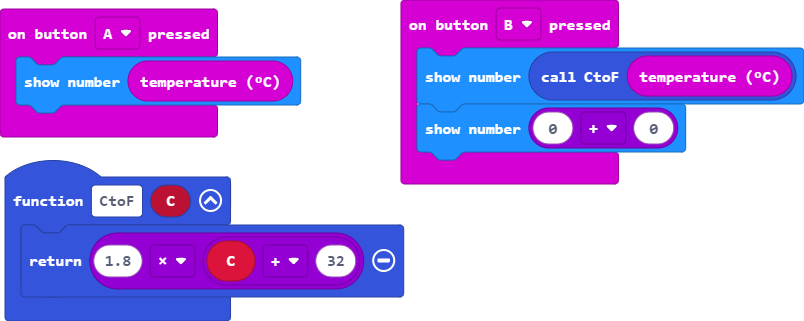 on button A pressed
show number temperature (ºC)
on button B pressed
show number call CtoF temperature (ºC)
show number 0 + 0
function CtoF C
return 1.8 × C + 32